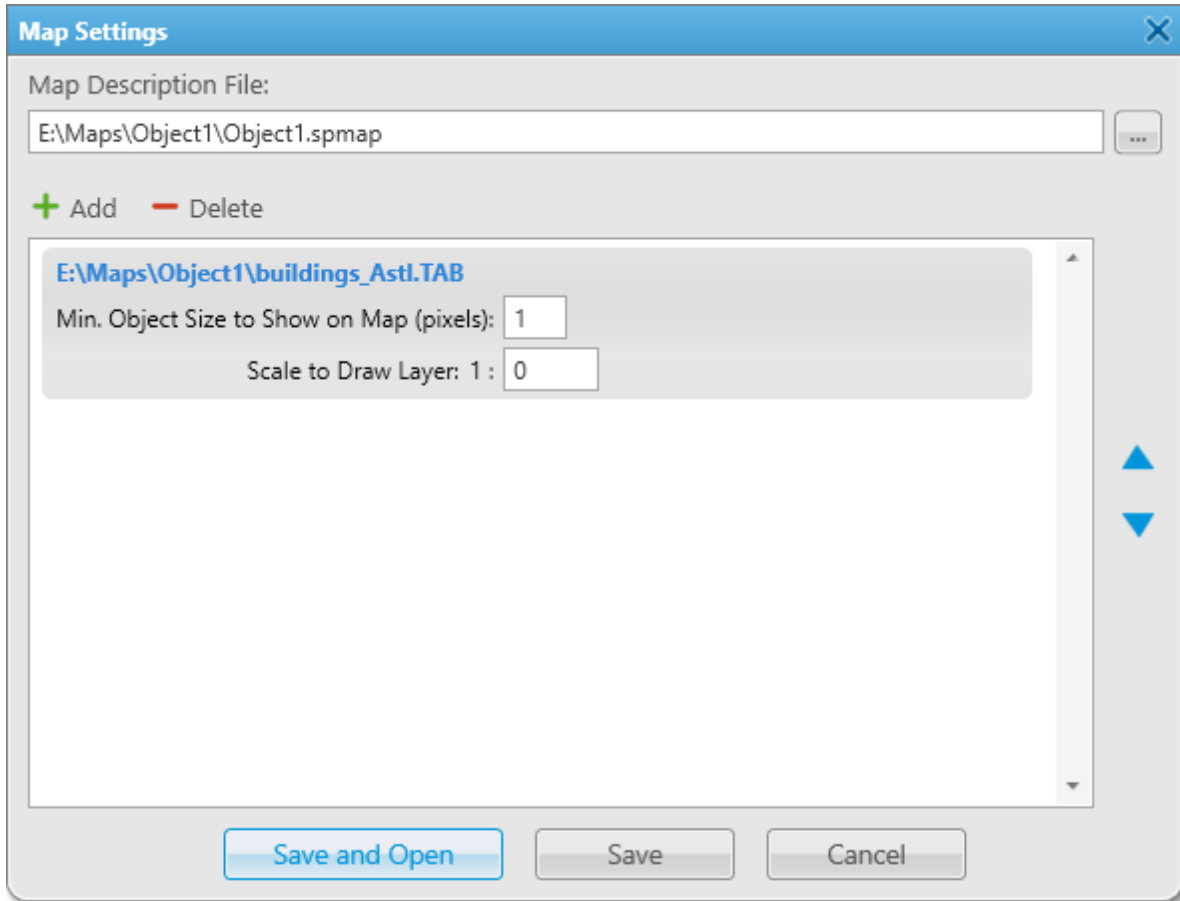 Map Settings
Map Description File:
E:\Maps\Object1\Object1.spmap
...
Add Delete
E:\Maps\Object1\buildings_Astl.TAB
Min. Object Size to Show on Map (pixels): 1
Scale to Draw Layer: 1 : 0
Save and Open Save Cancel